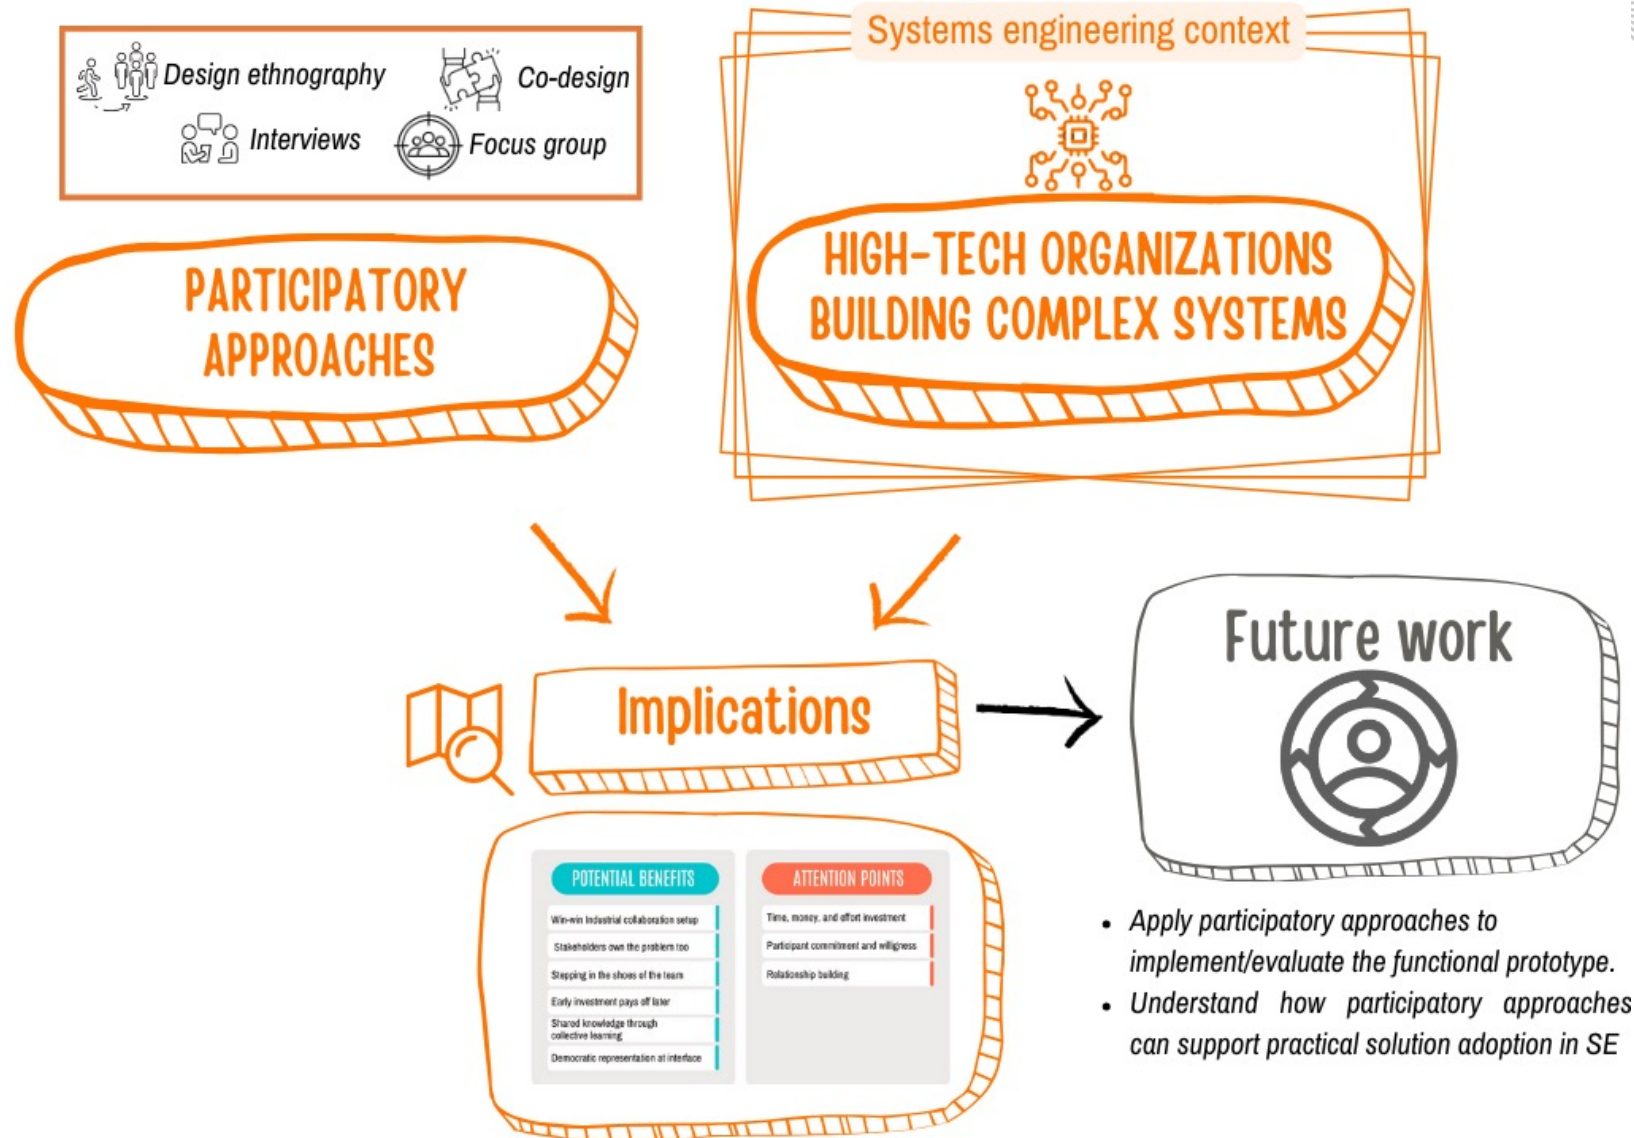 Systems engineering context
Design ethnography
Co-design
Interviews
Focus group
PARTICIPATORY
APPROACHES
HIGH-TECH ORGANIZATIONS
BUILDING COMPLEX SYSTEMS
Implications
Future work
POTENTIAL BENEFITS
Win-win Industrial collaboration setup
Stakeholders own the problem too
Stepping in the shoes of the team
Early investment pays off later
Shared knowledge through
collective learning
Democratic representation at interface
ATTENTION POINTS
Time, money, and effort investment
Participant commitment and willigness
Relationship building
• Apply participatory approaches to
implement/evaluate the functional prototype.
• Understand how participatory approaches
can support practical solution adoption in SE